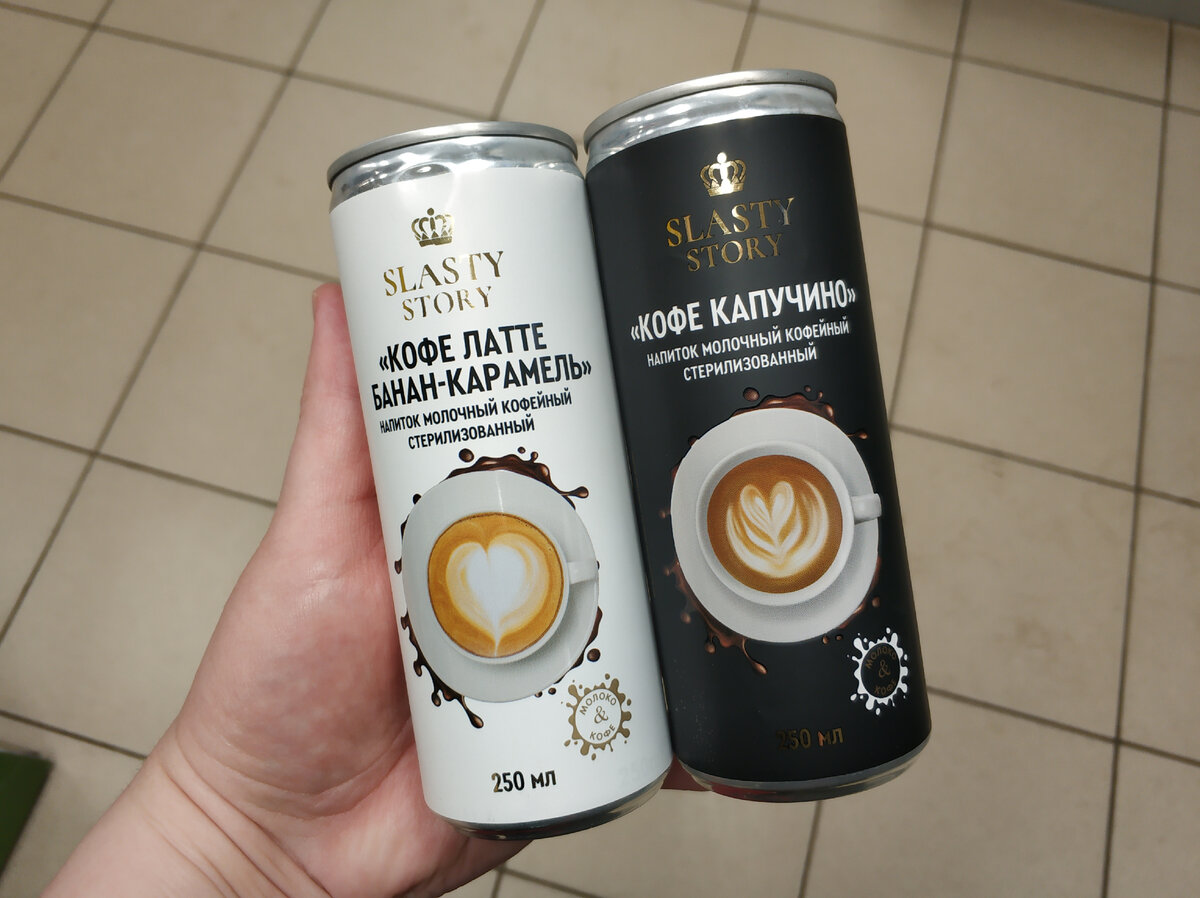 SLASTY
STORY
«КОФЕ ЛАТТЕ
БАНАН-КАРАМЕЛЬ»
НАПИТОК МОЛОЧНЫЙ КОФЕЙНЫЙ
СТЕРИЛИЗОВАННЫЙ
МОЛОКО
&
КОФЕ
250 мл
SLASTY
STORY
«КОФЕ КАПУЧИНО»
НАПИТОК МОЛОЧНЫЙ КОФЕЙНЫЙ
СТЕРИЛИЗОВАННЫЙ
МОЛОКО
&
КОФЕ
250 мл